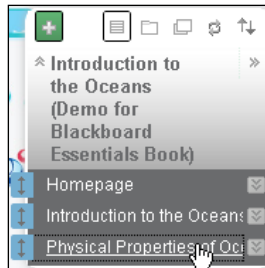 Introduction to
the Oceans
(Demo for
Blackboard
Essentials Book)
Homepage
Introduction to the Oceans
Physical Properties of Oc